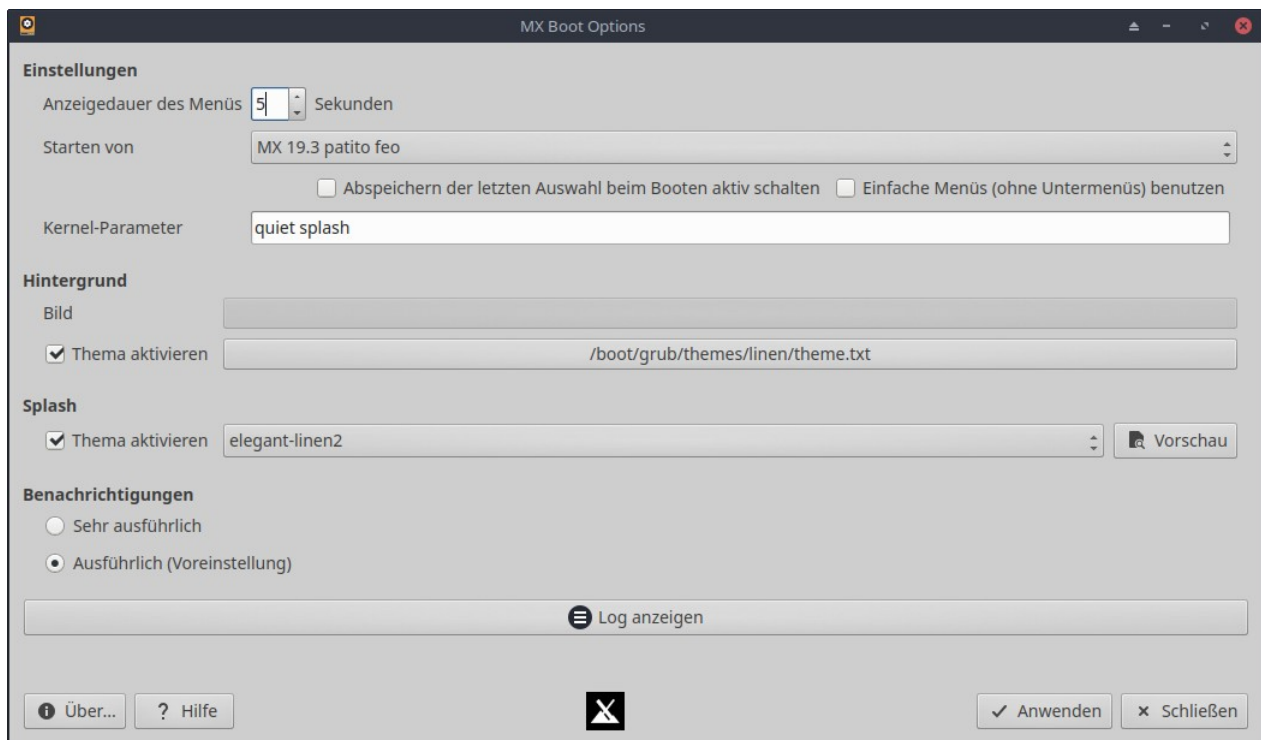 MX Boot Options
Einstellungen
Anzeigedauer des Menüs 5 Sekunden
Starten von MX 19.3 patito feo
Abspeichern der letzten Auswahl beim Booten aktiv schalten Einfache Menüs (ohne Untermenüs) benutzen
Kernel-Parameter quiet splash
Hintergrund
Bild
Thema aktivieren /boot/grub/themes/linen/theme.txt
Splash
Thema aktivieren elegant-linen2 Vorschau
Benachrichtigungen
Sehr ausführlich
Ausführlich (Voreinstellung)
Log anzeigen
Über... ? Hilfe Anwenden Schließen